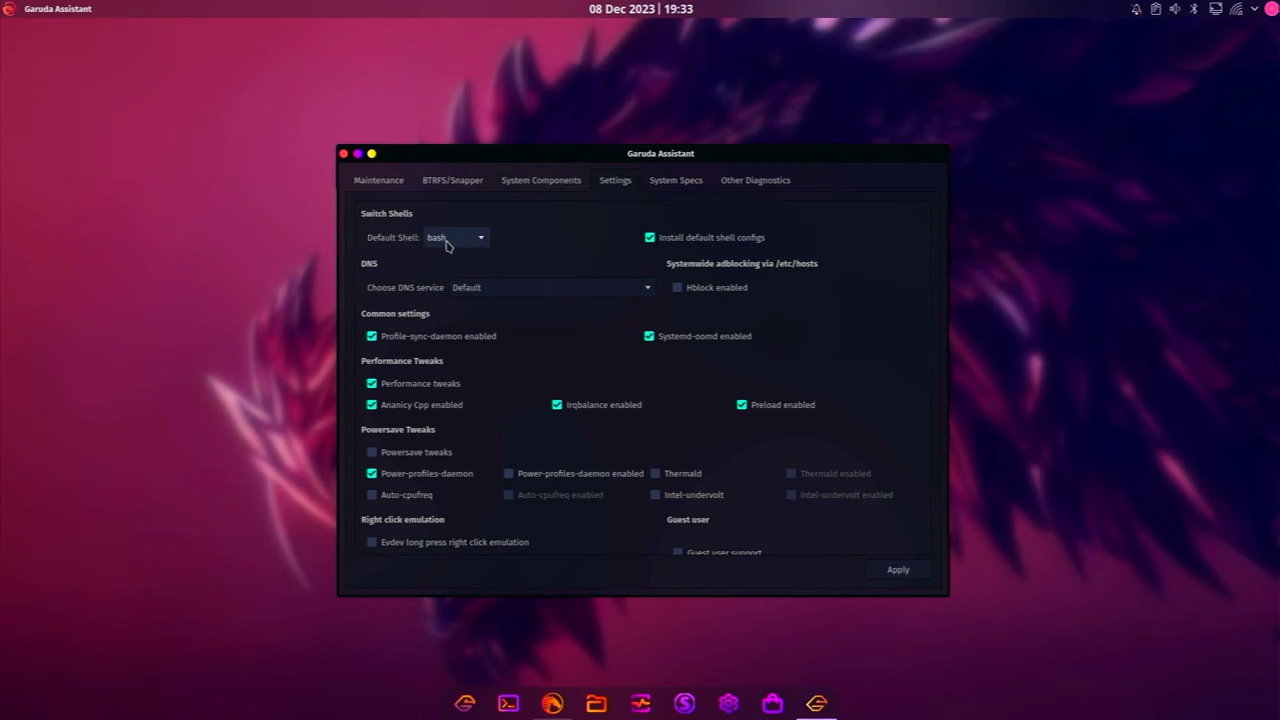 Garuda Assistant
08 Dec 2023 | 19:33
Garuda Assistant
Maintenance BTRFS/Snapper System Components Settings System Specs Other Diagnostics
Switch Shells
Default Shell: bash Install default shell configs
DNS Systemwide adblocking via /etc/hosts
Choose DNS service Default Hblock enabled
Common settings
Profile-sync-daemon enabled Systemd-oomd enabled
Performance Tweaks
Performance tweaks
Ananicy Cpp enabled Irqbalance enabled Preload enabled
Powersave Tweaks
Powersave tweaks
Power-profiles-daemon Power-profiles-daemon enabled Thermald Thermald enabled
Auto-cpufreq Auto-cpufreq enabled Intel-undervolt Intel-undervolt enabled
Right click emulation Guest user
Evdev long press right click emulation
Guest user support
Apply